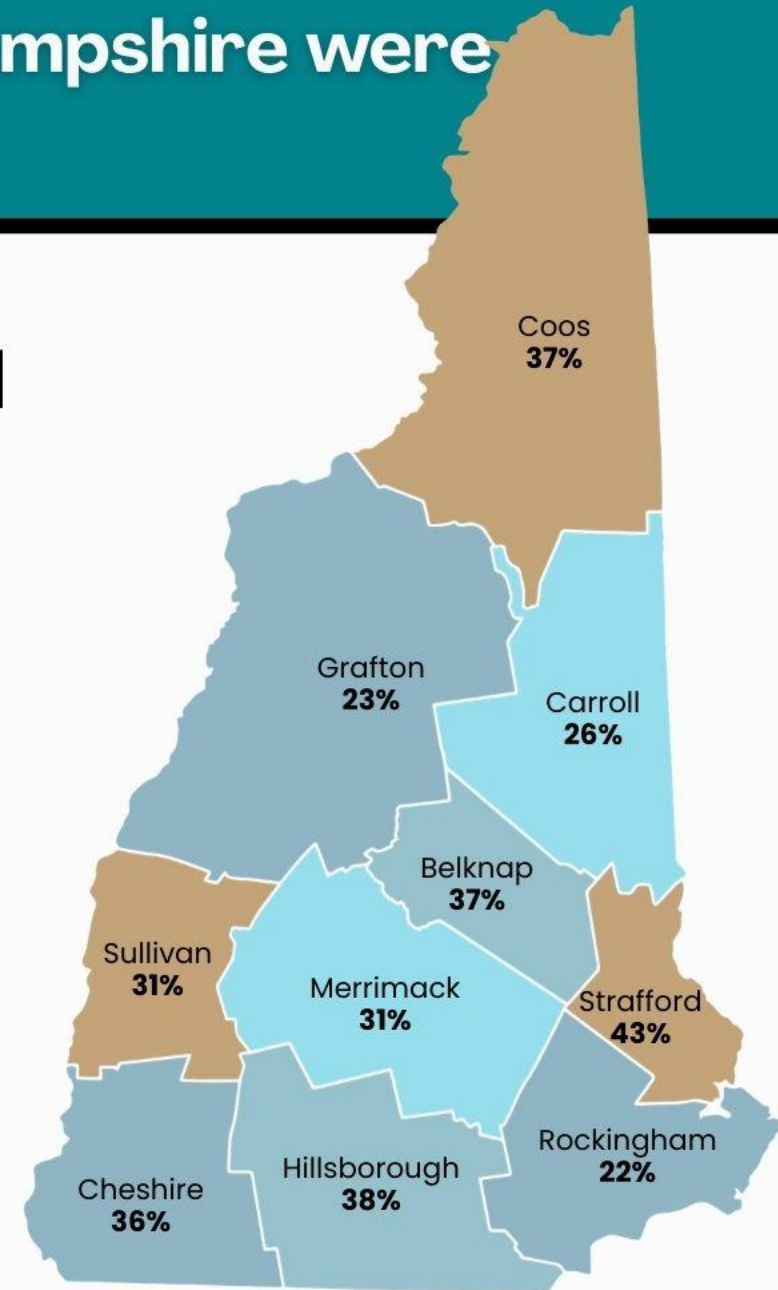 mpshire were
Coos
37%
Grafton
23%
Carroll
26%
Belknap
37%
Sullivan
31%
Merrimack
31%
Strafford
43%
Rockingham
22%
Hillsborough
38%
Cheshire
36%